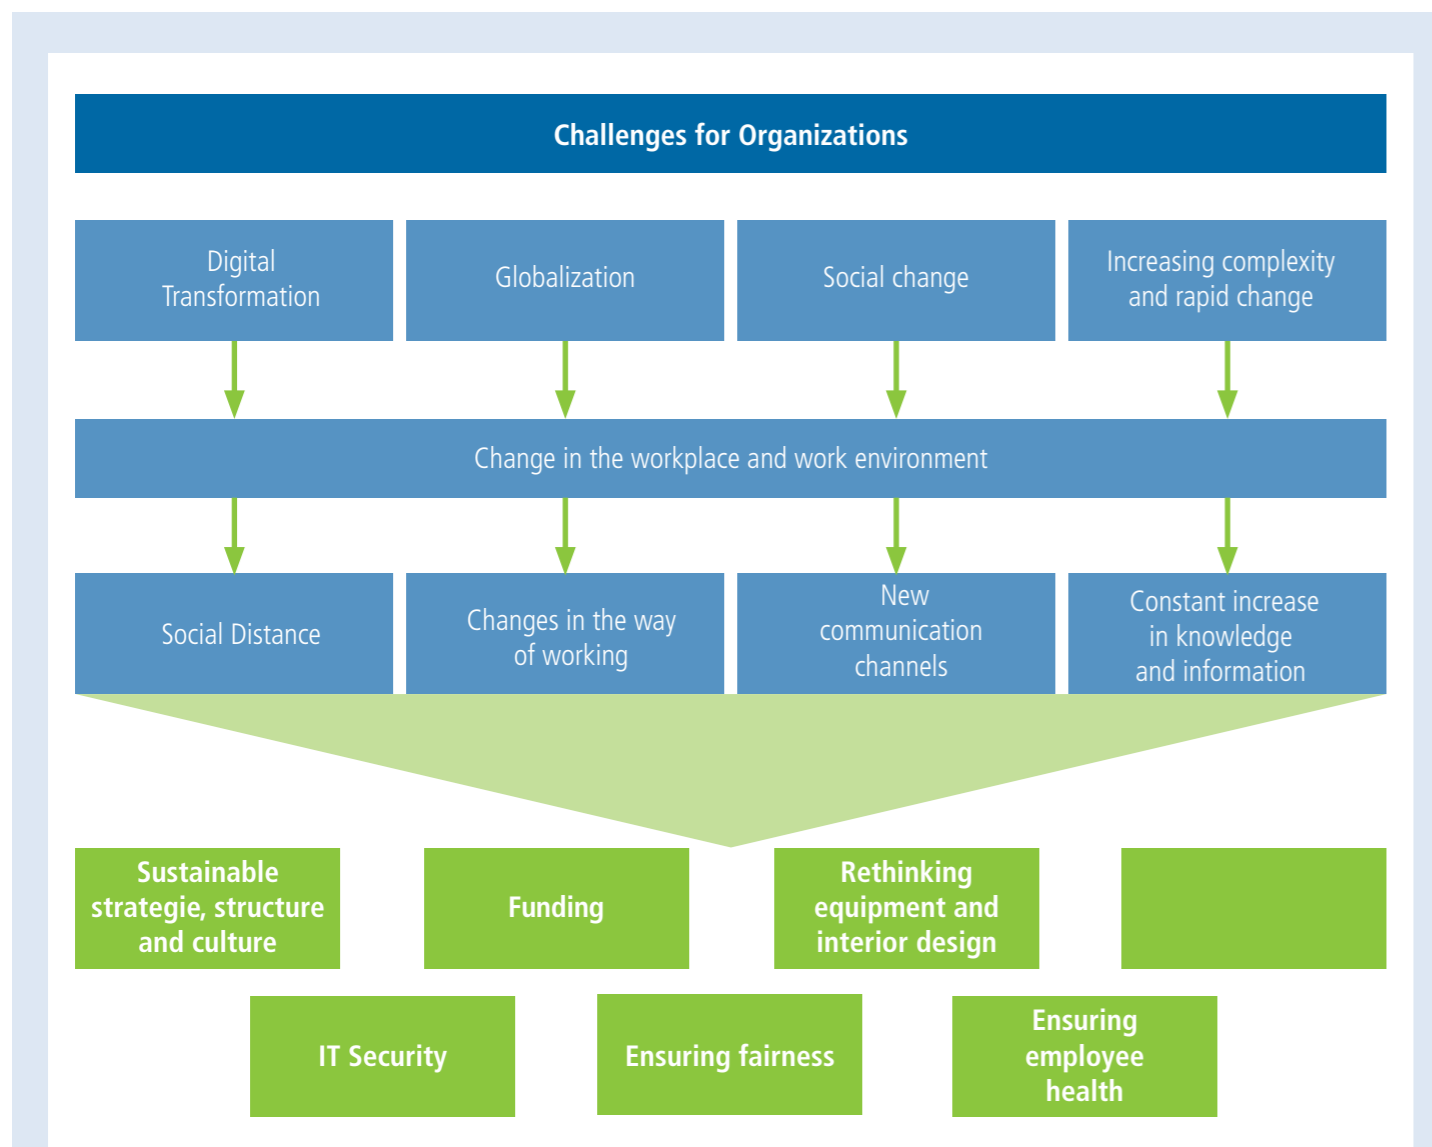 Challenges for Organizations
Digital
Transformation
Globalization
Social change
Increasing complexity
and rapid change
Change in the workplace and work environment
Social Distance
Changes in the way
of working
New
communication
channels
Constant increase
in knowledge
and information
Sustainable
strategie, structure
and culture
Funding
Rethinking
equipment and
interior design
IT Security
Ensuring fairness
Ensuring
employee
health